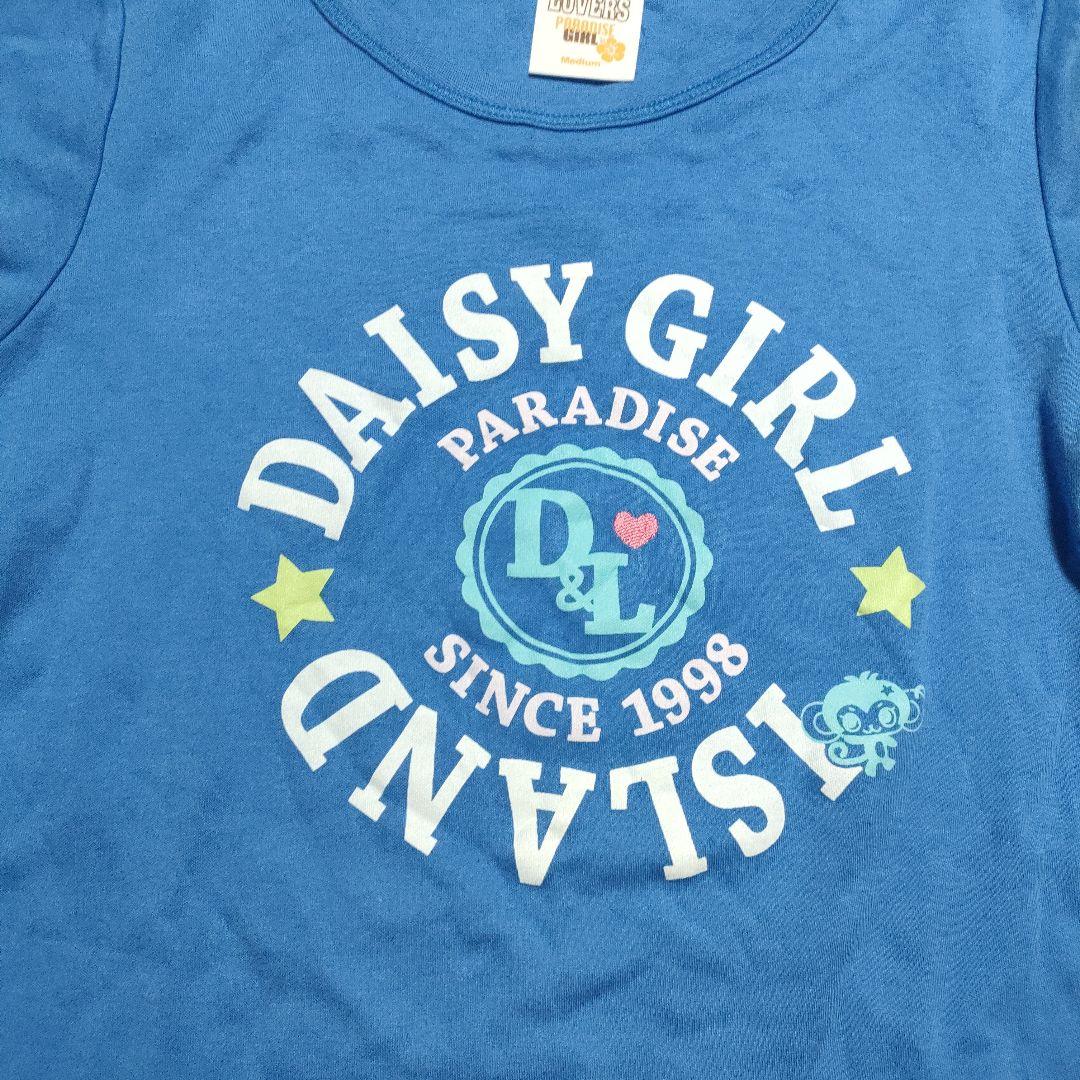 LOVERS
PARADISE
GIRL
Medium
DAISY GIRL
PARADISE
D&L
SINCE 1998
ISLAND